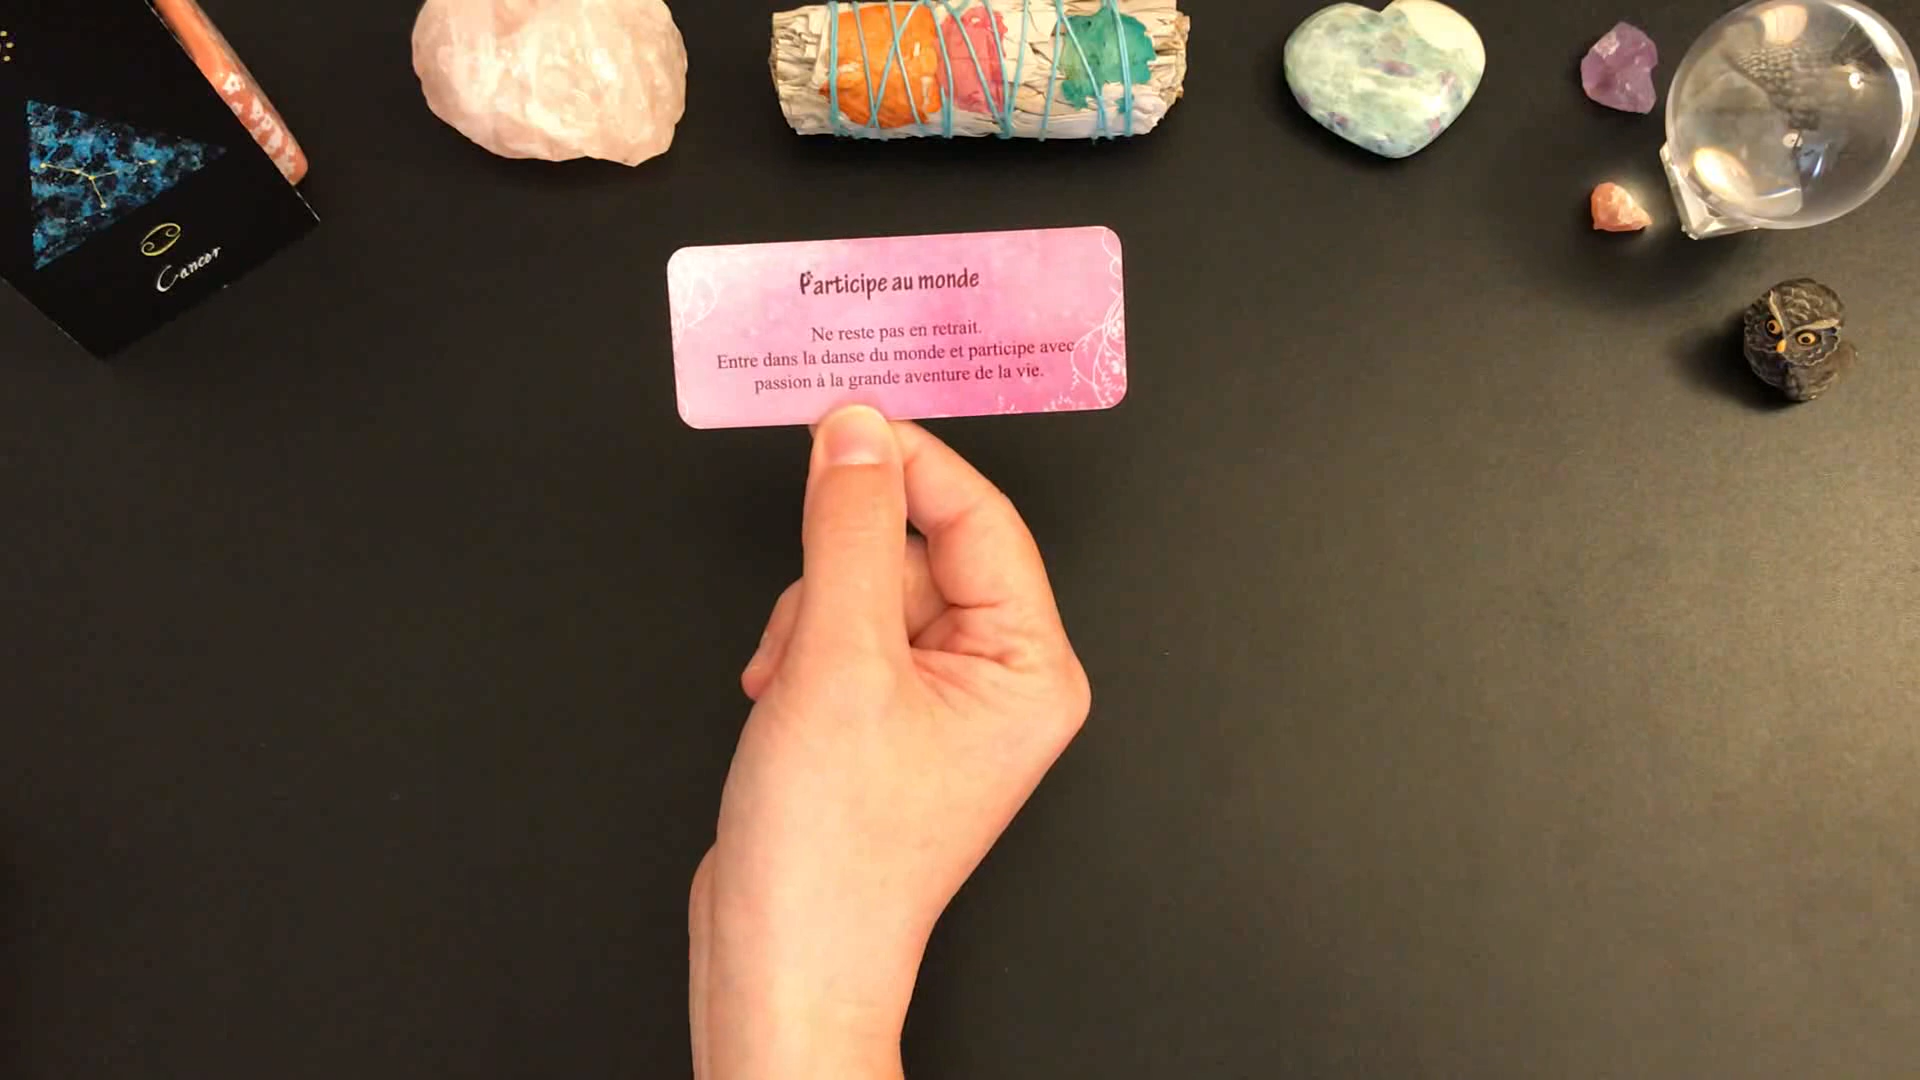 Cancer
Participe au monde
Ne reste pas en retrait.
Entre dans la danse du monde et participe avec
passion à la grande aventure de la vie.